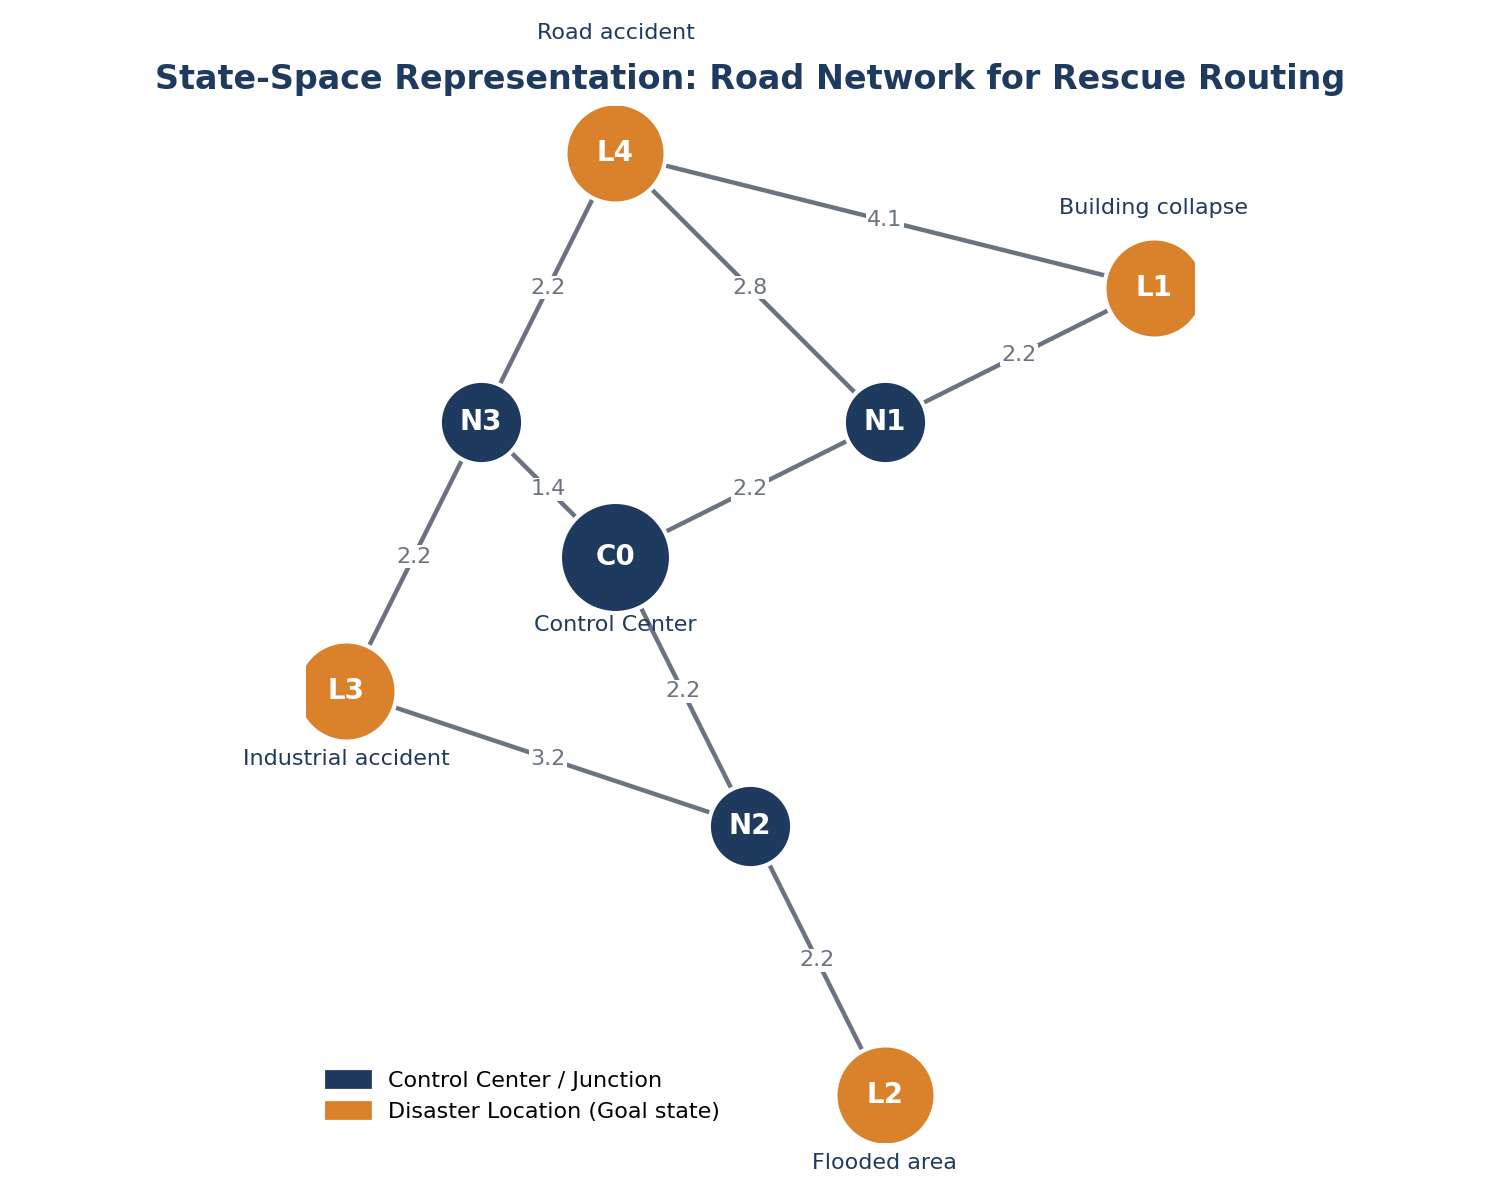 Road accident
State-Space Representation: Road Network for Rescue Routing
L4
Building collapse
4.1
L1
2.2
2.8
2.2
N3
N1
1.4
2.2
C0
2.2
Control Center
L3
2.2
Industrial accident
3.2
N2
2.2
Control Center / Junction
L2
Disaster Location (Goal state)
Flooded area